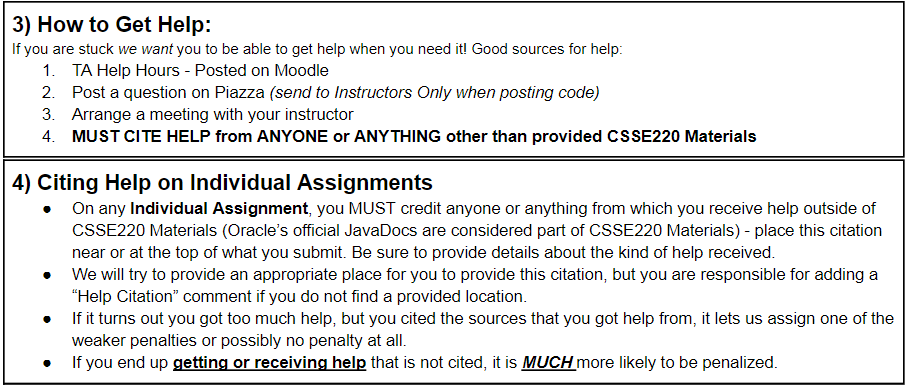 3) How to Get Help:
If you are stuck we want you to be able to get help when you need it! Good sources for help:
1. TA Help Hours - Posted on Moodle
2. Post a question on Piazza (send to Instructors Only when posting code)
3. Arrange a meeting with your instructor
4. MUST CITE HELP from ANYONE or ANYTHING other than provided CSSE220 Materials
4) Citing Help on Individual Assignments
● On any Individual Assignment, you MUST credit anyone or anything from which you receive help outside of
CSSE220 Materials (Oracle’s official JavaDocs are considered part of CSSE220 Materials) - place this citation
near or at the top of what you submit. Be sure to provide details about the kind of help received.
● We will try to provide an appropriate place for you to provide this citation, but you are responsible for adding a
“Help Citation” comment if you do not find a provided location.
● If it turns out you got too much help, but you cited the sources that you got help from, it lets us assign one of the
weaker penalties or possibly no penalty at all.
● If you end up getting or receiving help that is not cited, it is MUCH more likely to be penalized.